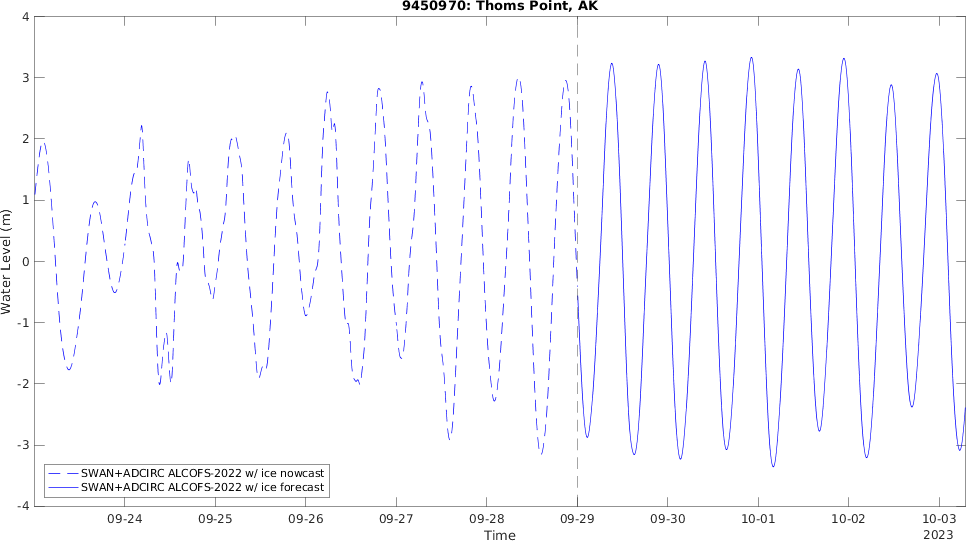 9450970: Thoms Point, AK
4
3
2
1
0
-1
-2
-3
-4
Water Level (m)
SWAN+ADCIRC ALCOFS-2022 w/ ice nowcast
SWAN+ADCIRC ALCOFS-2022 w/ ice forecast
09-24 09-25 09-26 09-27 09-28 09-29 09-30 10-01 10-02 10-03
2023
Time